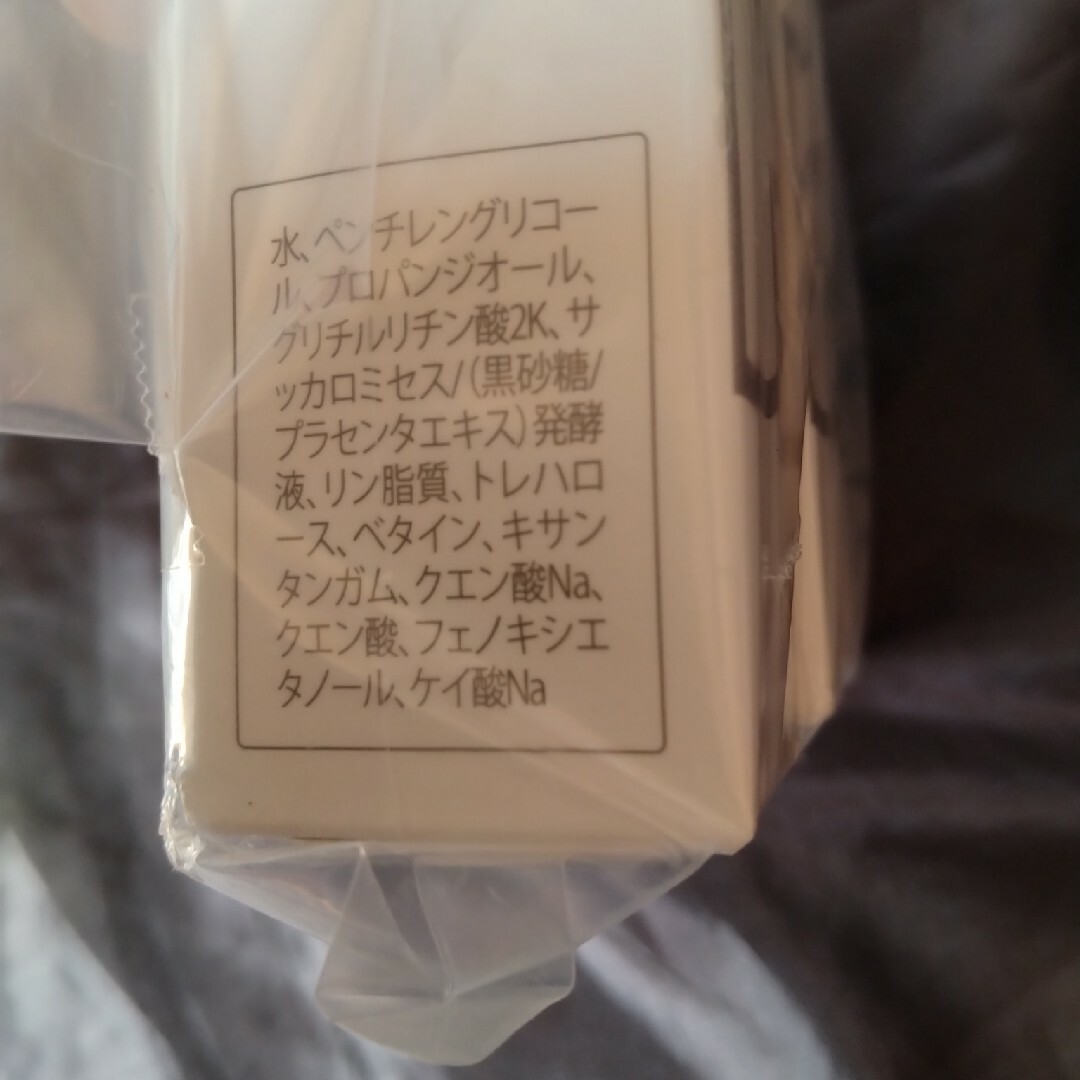 水、ペンチレングリコー
ル、プロパンジオール、
グリチルリチン酸2K、サ
ッカロミセス/(黒砂糖/
プラセンタエキス)発酵
液、リン脂質、トレハロ
ース、ベタイン、キサン
タンガム、クエン酸Na、
クエン酸、フェノキシエ
タノール、ケイ酸Na